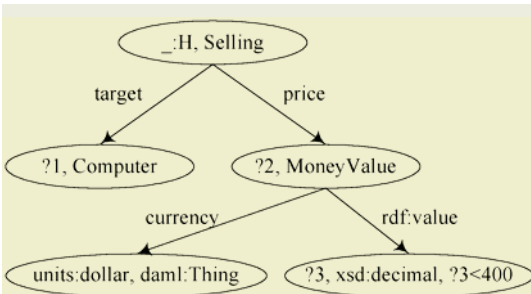 _:H, Selling
target price
?1, Computer ?2, MoneyValue
currency rdf:value
units:dollar, daml:Thing ?3, xsd:decimal, ?3<400